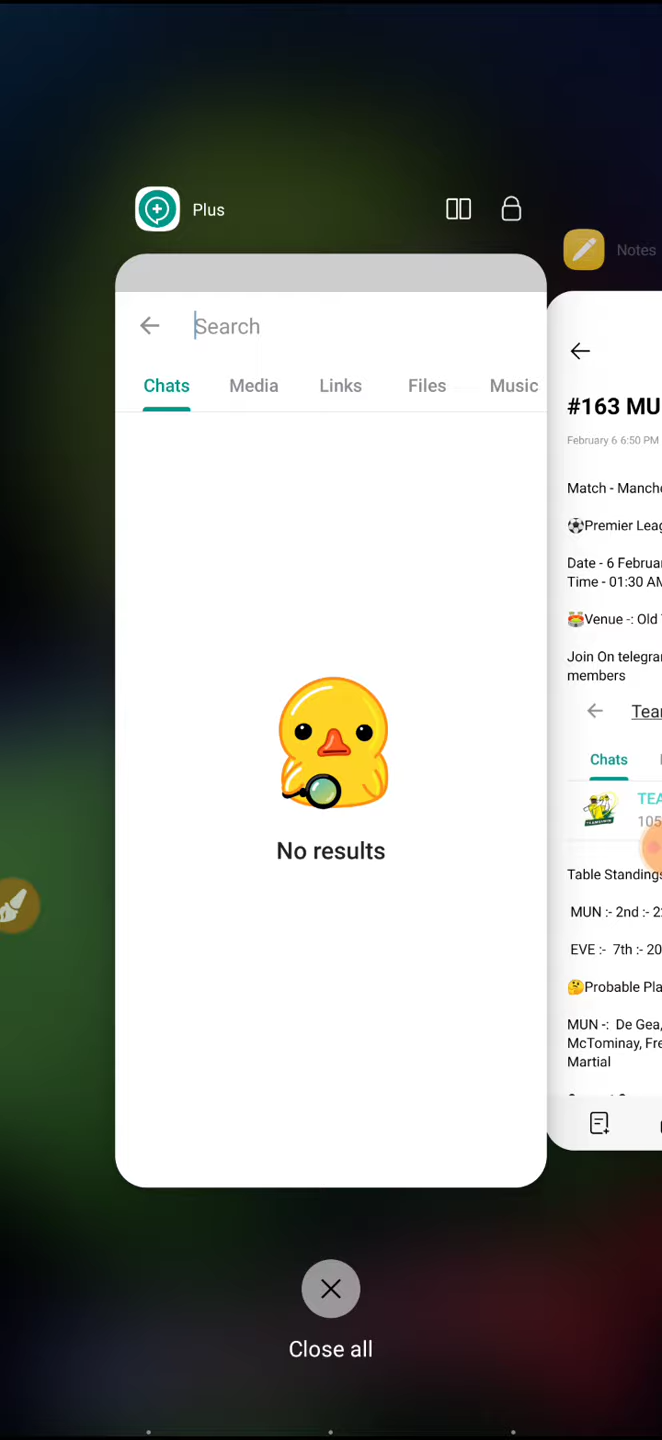 Plus
Search
Chats Media Links Files Music
No results
Close all
Notes
#163 MU
February 6 6:50 PM
Match - Manch
⚽Premier Leag
Date - 6 Februa
Time - 01:30 AM
Venue -: Old
Join On telegra
members
Tea
Chats
TEA
105
Table Standings
MUN :- 2nd :- 2
EVE :- 7th :- 20
🤔Probable Pla
MUN -: De Gea,
McTominay, Fre
Martial